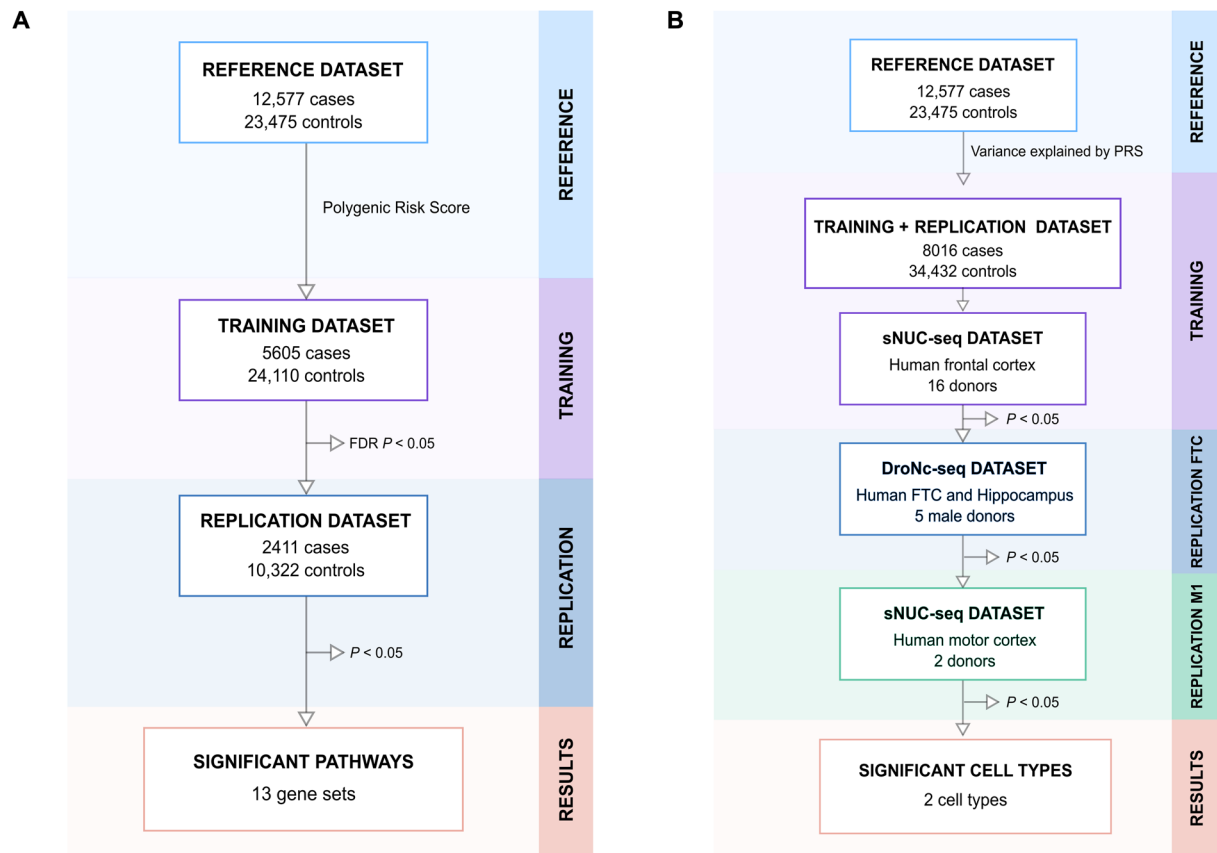 A
REFERENCE DATASET
12,577 cases
23,475 controls
REFERENCE
Polygenic Risk Score
TRAINING DATASET
5605 cases
24,110 controls
TRAINING
FDR P < 0.05
REPLICATION DATASET
2411 cases
10,322 controls
REPLICATION
P < 0.05
SIGNIFICANT PATHWAYS
13 gene sets
RESULTS
B
REFERENCE DATASET
12,577 cases
23,475 controls
REFERENCE
Variance explained by PRS
TRAINING + REPLICATION DATASET
8016 cases
34,432 controls
TRAINING
sNUC-seq DATASET
Human frontal cortex
16 donors
P < 0.05
DroNc-seq DATASET
Human FTC and Hippocampus
5 male donors
REPLICATION FTC
P < 0.05
sNUC-seq DATASET
Human motor cortex
2 donors
REPLICATION M1
P < 0.05
SIGNIFICANT CELL TYPES
2 cell types
RESULTS